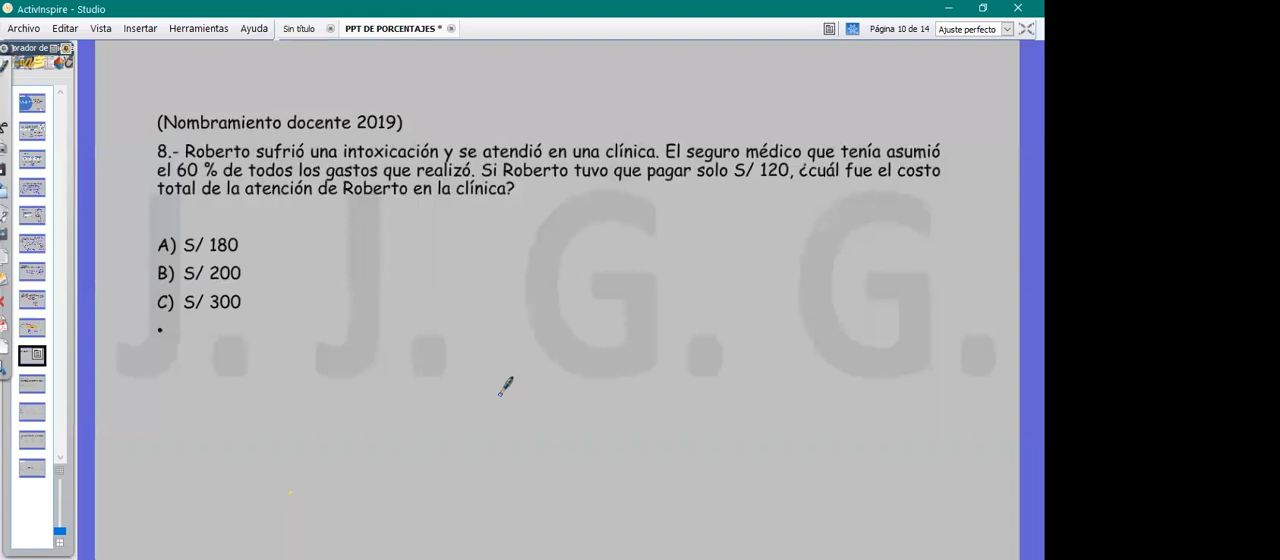 ActivInspire - Studio
Archivo Editar Vista Insertar Herramientas Ayuda Sin título PPT DE PORCENTAJES * Página 10 de 14 Ajuste perfecto
orador de
(Nombramiento docente 2019)
8.- Roberto sufrió una intoxicación y se atendió en una clínica. El seguro médico que tenía asumió
el 60 % de todos los gastos que realizó. Si Roberto tuvo que pagar solo S/ 120, ¿cuál fue el costo
total de la atención de Roberto en la clínica?
A) S/ 180
B) S/ 200
C) S/ 300
•
J. J. G. G.